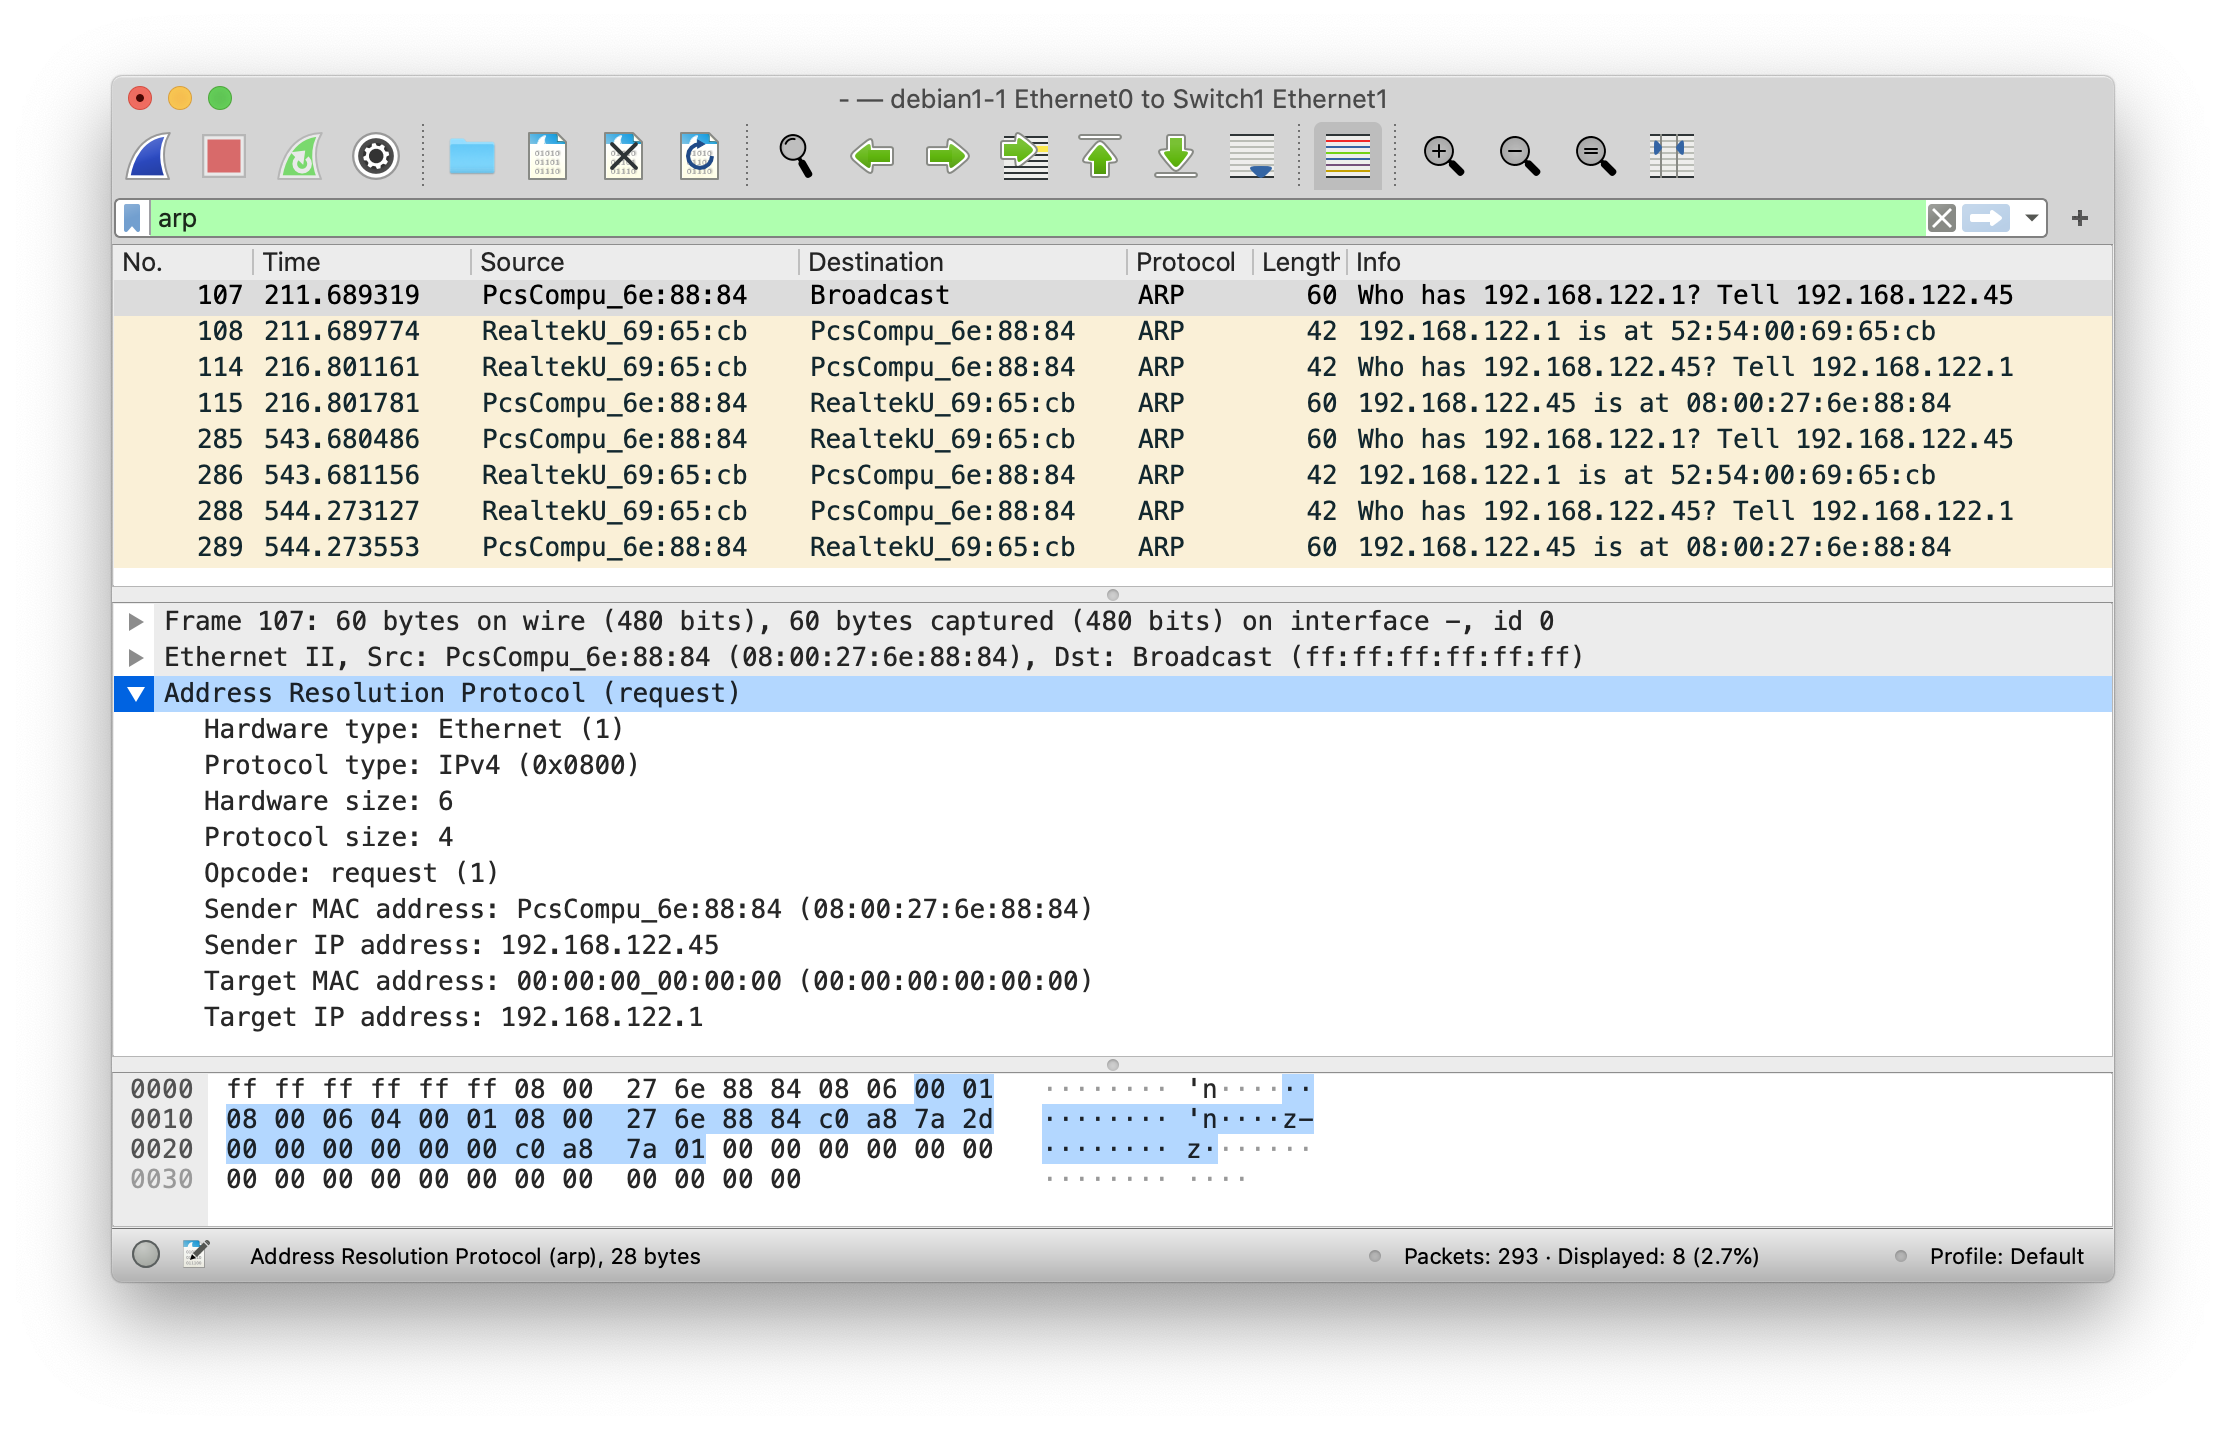 - — debian1-1 Ethernet0 to Switch1 Ethernet1
arp
No. Time Source Destination Protocol Length Info
107 211.689319 PcsCompu_6e:88:84 Broadcast ARP 60 Who has 192.168.122.1? Tell 192.168.122.45
108 211.689774 RealtekU_69:65:cb PcsCompu_6e:88:84 ARP 42 192.168.122.1 is at 52:54:00:69:65:cb
114 216.801161 RealtekU_69:65:cb PcsCompu_6e:88:84 ARP 42 Who has 192.168.122.45? Tell 192.168.122.1
115 216.801781 PcsCompu_6e:88:84 RealtekU_69:65:cb ARP 60 192.168.122.45 is at 08:00:27:6e:88:84
285 543.680486 PcsCompu_6e:88:84 RealtekU_69:65:cb ARP 60 Who has 192.168.122.1? Tell 192.168.122.45
286 543.681156 RealtekU_69:65:cb PcsCompu_6e:88:84 ARP 42 192.168.122.1 is at 52:54:00:69:65:cb
288 544.273127 RealtekU_69:65:cb PcsCompu_6e:88:84 ARP 42 Who has 192.168.122.45? Tell 192.168.122.1
289 544.273553 PcsCompu_6e:88:84 RealtekU_69:65:cb ARP 60 192.168.122.45 is at 08:00:27:6e:88:84
Frame 107: 60 bytes on wire (480 bits), 60 bytes captured (480 bits) on interface -, id 0
Ethernet II, Src: PcsCompu_6e:88:84 (08:00:27:6e:88:84), Dst: Broadcast (ff:ff:ff:ff:ff:ff)
Address Resolution Protocol (request)
Hardware type: Ethernet (1)
Protocol type: IPv4 (0x0800)
Hardware size: 6
Protocol size: 4
Opcode: request (1)
Sender MAC address: PcsCompu_6e:88:84 (08:00:27:6e:88:84)
Sender IP address: 192.168.122.45
Target MAC address: 00:00:00_00:00:00 (00:00:00:00:00:00)
Target IP address: 192.168.122.1
0000 ff ff ff ff ff ff 08 00 27 6e 88 84 08 06 00 01 ········ 'n······
0010 08 00 06 04 00 01 08 00 27 6e 88 84 c0 a8 7a 2d ········ 'n····z-
0020 00 00 00 00 00 00 c0 a8 7a 01 00 00 00 00 00 00 ········ z·······
0030 00 00 00 00 00 00 00 00 00 00 00 00 ········ ····
Address Resolution Protocol (arp), 28 bytes
Packets: 293 · Displayed: 8 (2.7%)
Profile: Default